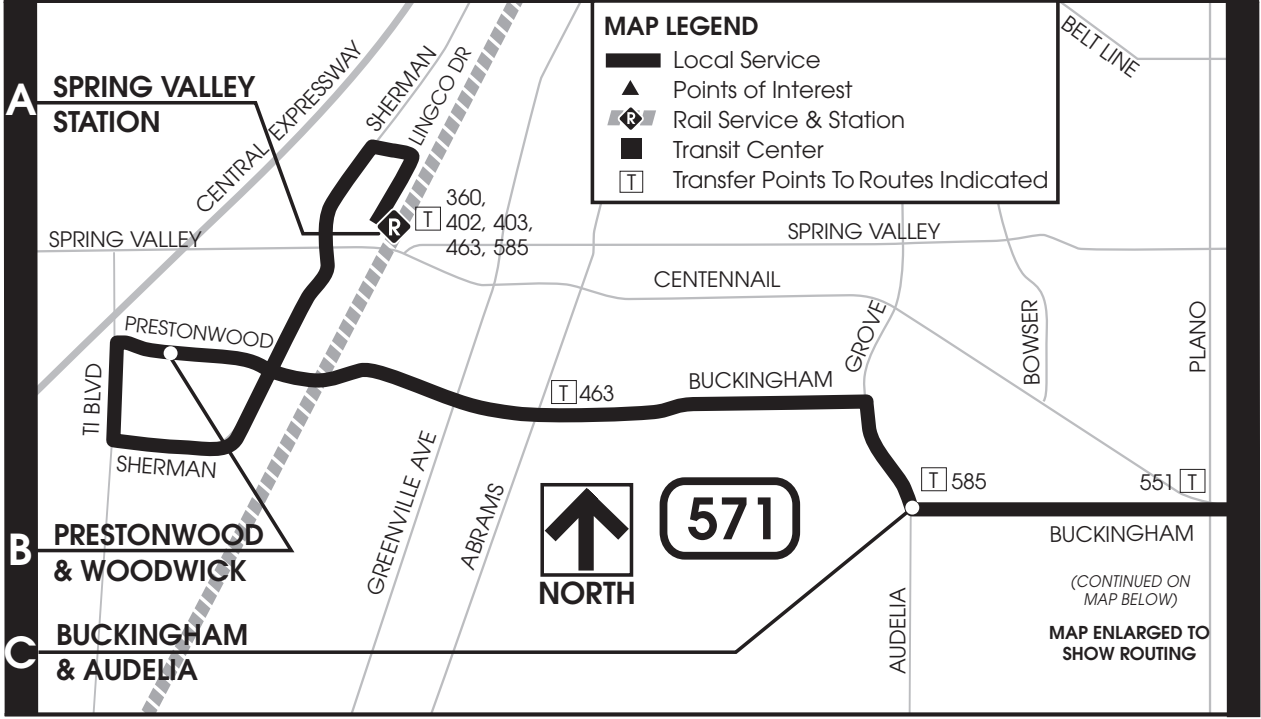 MAP LEGEND
Local Service
Points of Interest
R
Rail Service & Station
Transit Center
T
Transfer Points To Routes Indicated
BELT LINE
A
SPRING VALLEY
STATION
CENTRAL EXPRESSWAY
SHERMAN
LINGCO DR
R
T
360,
402, 403,
463, 585
SPRING VALLEY
SPRING VALLEY
CENTENNAIL
PRESTONWOOD
TI BLVD
SHERMAN
T 463
BUCKINGHAM
GROVE
BOWSER
PLANO
GREENVILLE AVE
ABRAMS
T 585
551 T
B
PRESTONWOOD
& WOODWICK
NORTH
571
BUCKINGHAM
(CONTINUED ON
MAP BELOW)
C
BUCKINGHAM
& AUDELIA
AUDELIA
MAP ENLARGED TO
SHOW ROUTING